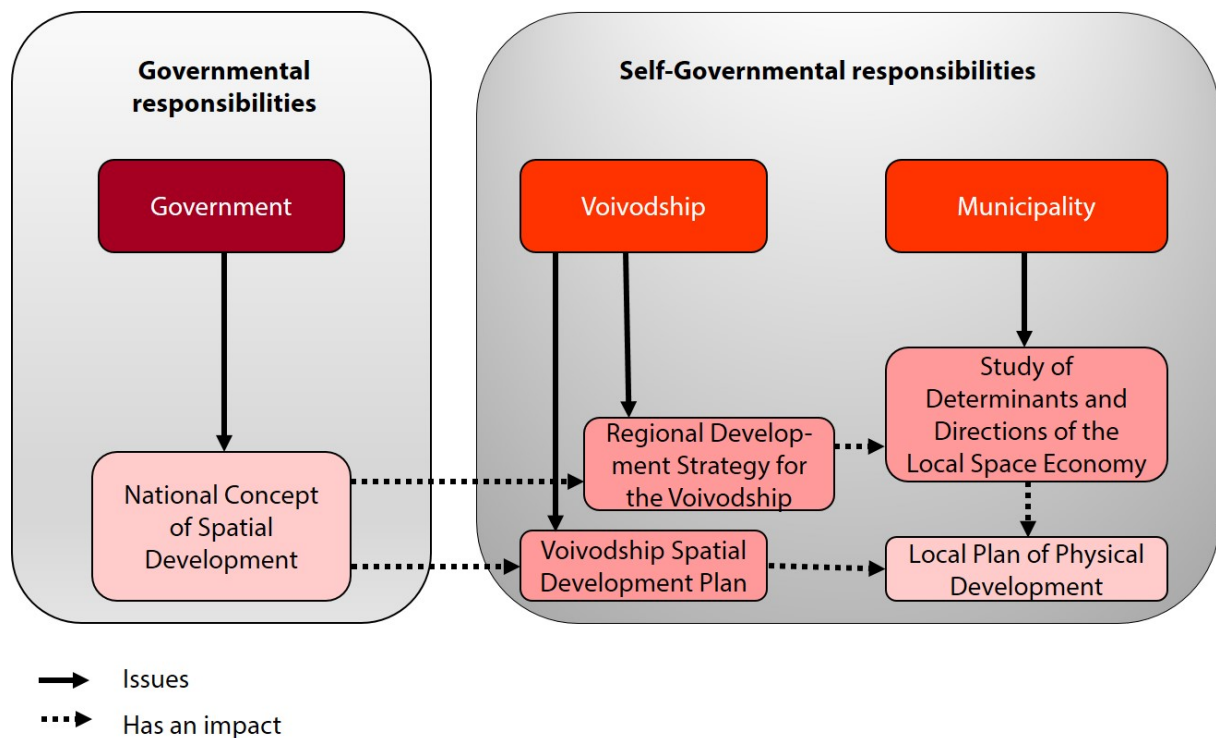 Governmental
responsibilities
Self-Governmental responsibilities
Government
Voivodship
Municipality
National Concept
of Spatial
Development
Regional Develop-
ment Strategy for
the Voivodship
Voivodship Spatial
Development Plan
Study of
Determinants and
Directions of the
Local Space Economy
Local Plan of Physical
Development
Issues
Has an impact